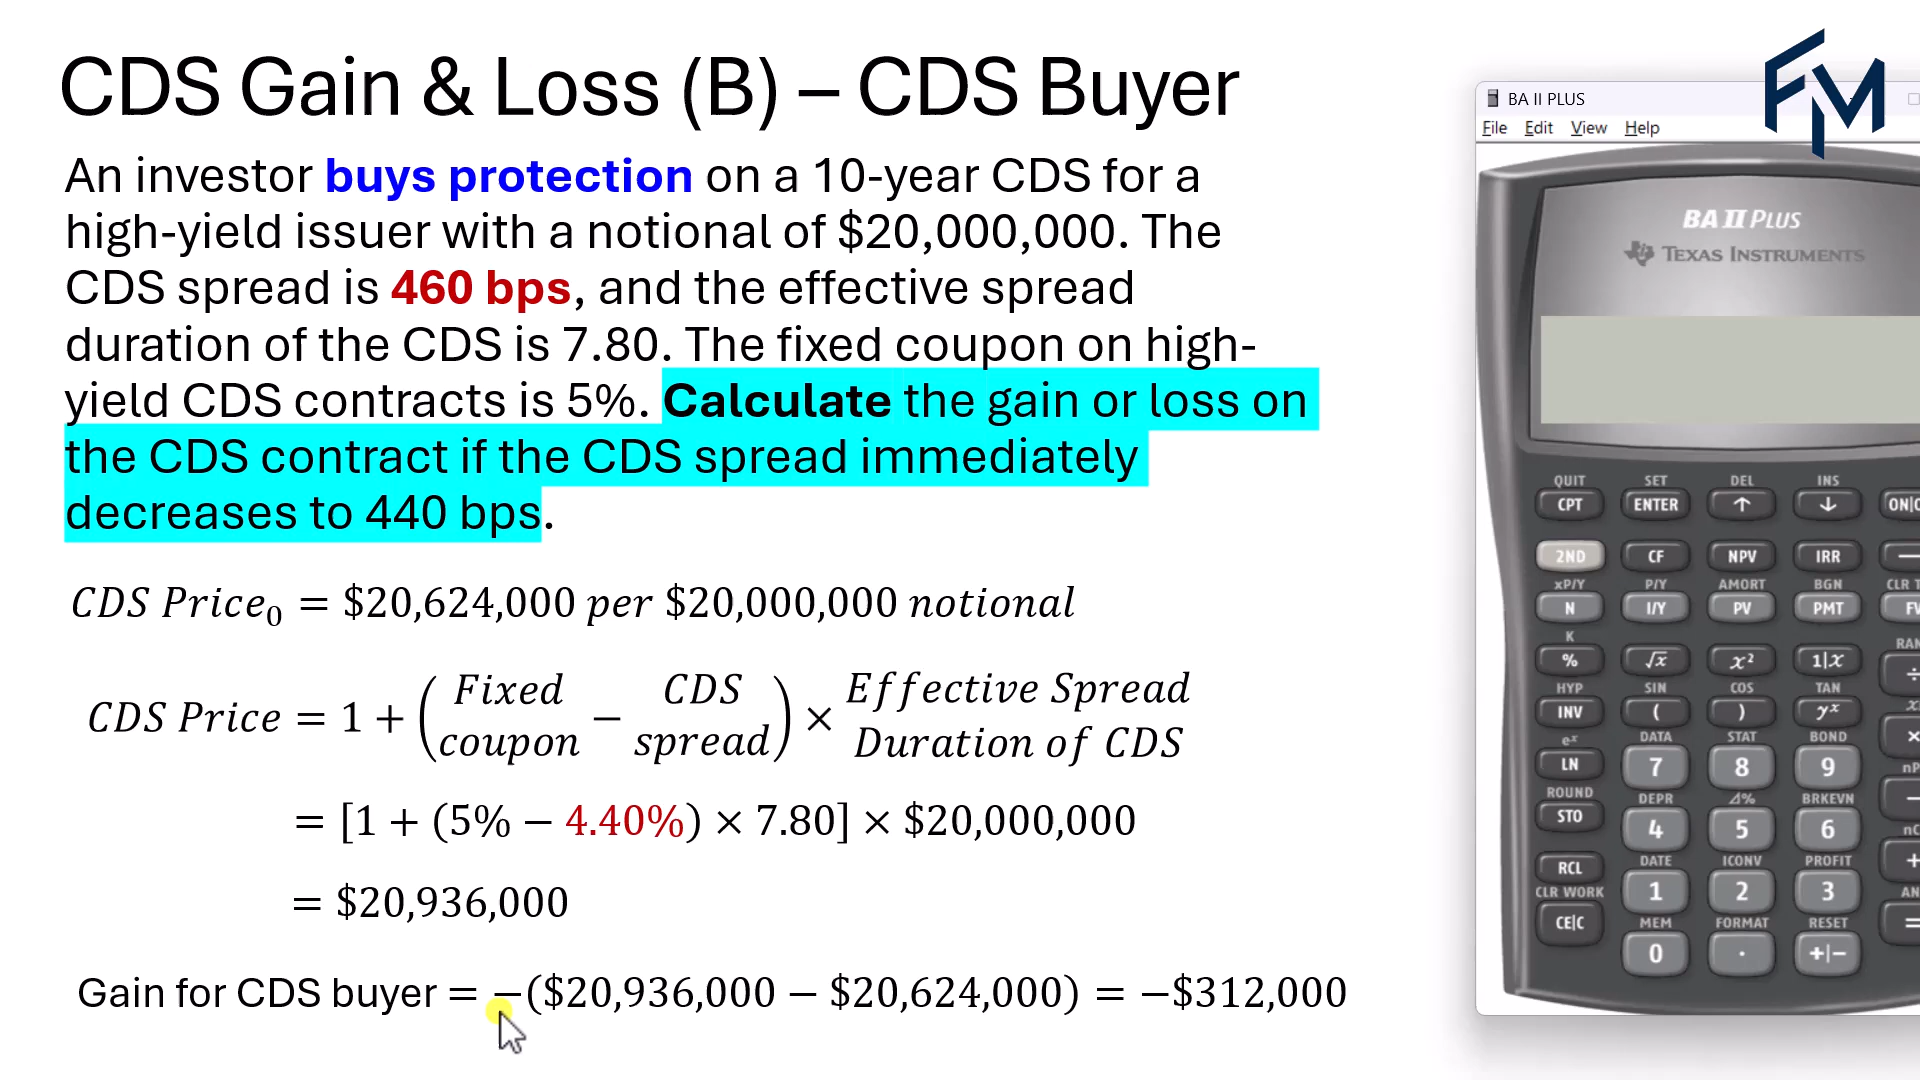 CDS Gain & Loss (B) – CDS Buyer
An investor buys protection on a 10-year CDS for a
high-yield issuer with a notional of $20,000,000. The
CDS spread is 460 bps, and the effective spread
duration of the CDS is 7.80. The fixed coupon on high-
yield CDS contracts is 5%. Calculate the gain or loss on
the CDS contract if the CDS spread immediately
decreases to 440 bps.
CDS Price₀ = $20,624,000 per $20,000,000 notional
CDS Price = 1 + (Fixed coupon − CDS spread) × Effective Spread Duration of CDS
= [1 + (5% − 4.40%) × 7.80] × $20,000,000
= $20,936,000
Gain for CDS buyer = −($20,936,000 − $20,624,000) = −$312,000
FM
BA II PLUS
File Edit View Help
BA II PLUS
TEXAS INSTRUMENTS
QUIT SET DEL INS
CPT ENTER ↑ ↓ ON|
2ND CF NPV IRR
xP/Y P/Y AMORT BGN CLR
N I/Y PV PMT
K
% √x x² 1|x ÷
HYP SIN COS TAN
INV ( ) yˣ ×
eˣ DATA STAT BOND
LN 7 8 9 −
ROUND DEPR Δ% BRKEVN
STO 4 5 6 +
DATE ICONV PROFIT
RCL 1 2 3
CLR WORK
CE|C MEM FORMAT RESET =
0 . +|−